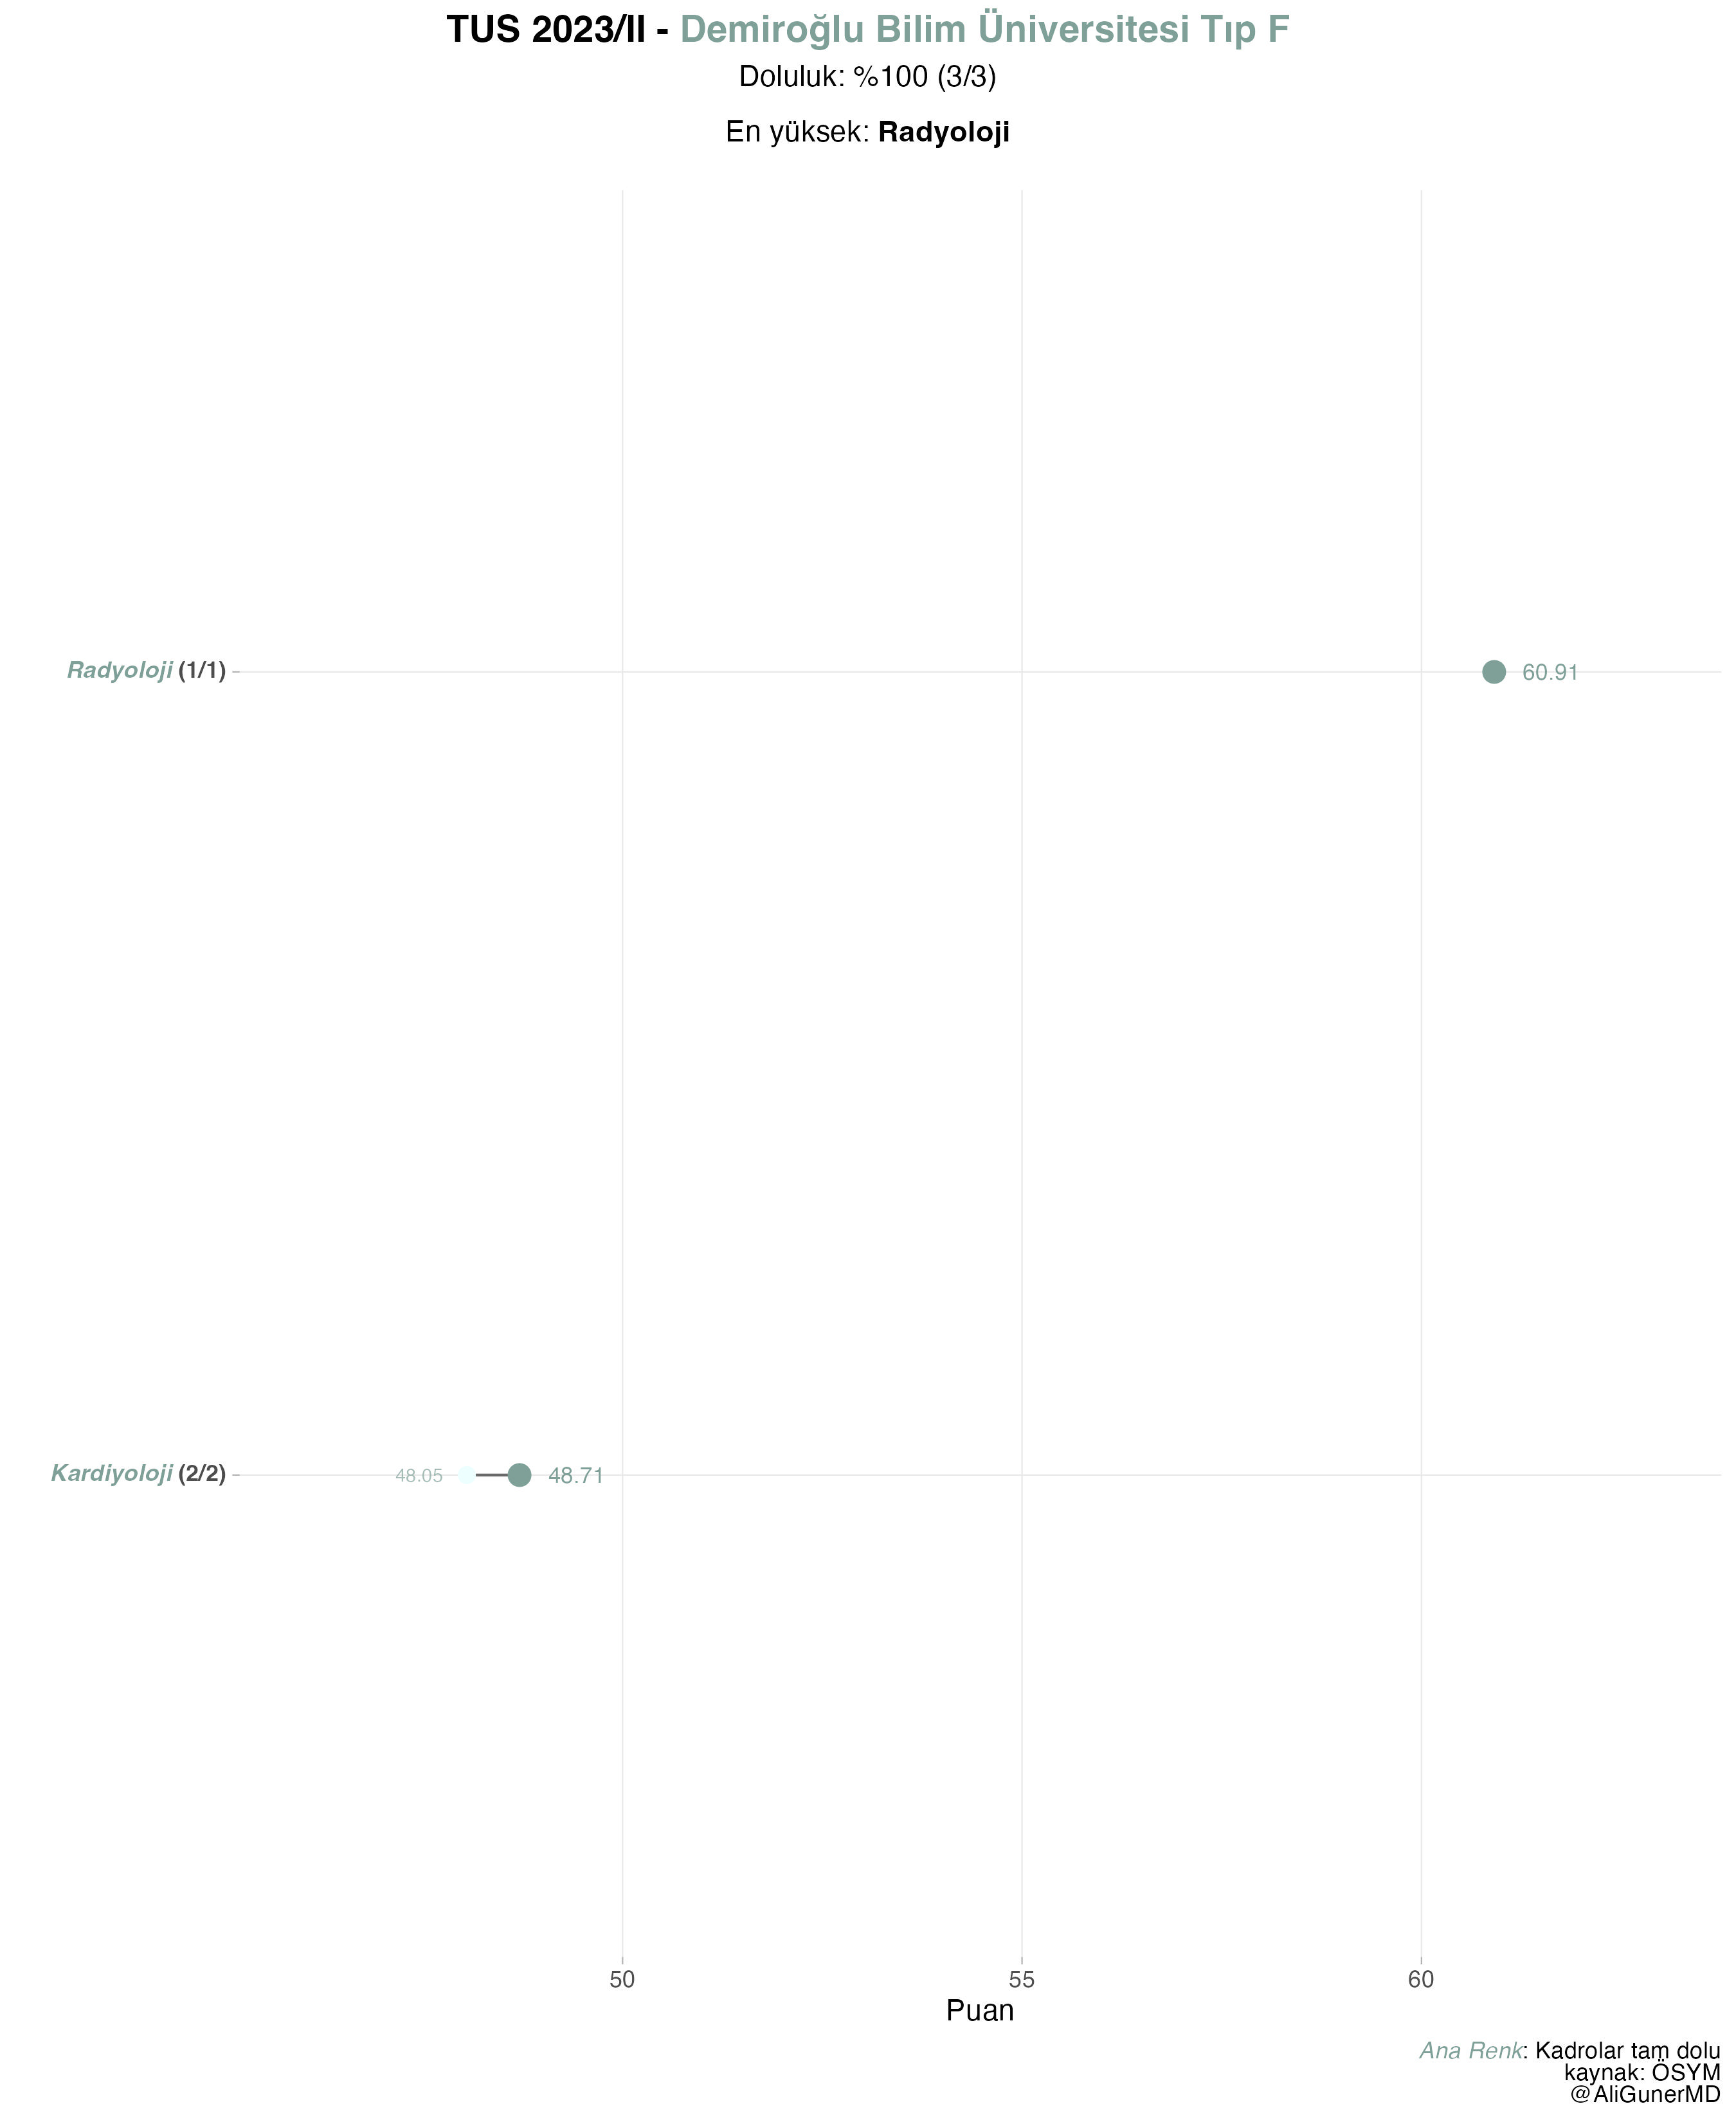 TUS 2023/II - Demiroğlu Bilim Üniversitesi Tıp F
Doluluk: %100 (3/3)
En yüksek: Radyoloji
Radyoloji (1/1)
60.91
Kardiyoloji (2/2)
48.05
48.71
50 55 60
Puan
Ana Renk: Kadrolar tam dolu
kaynak: ÖSYM
@AliGunerMD